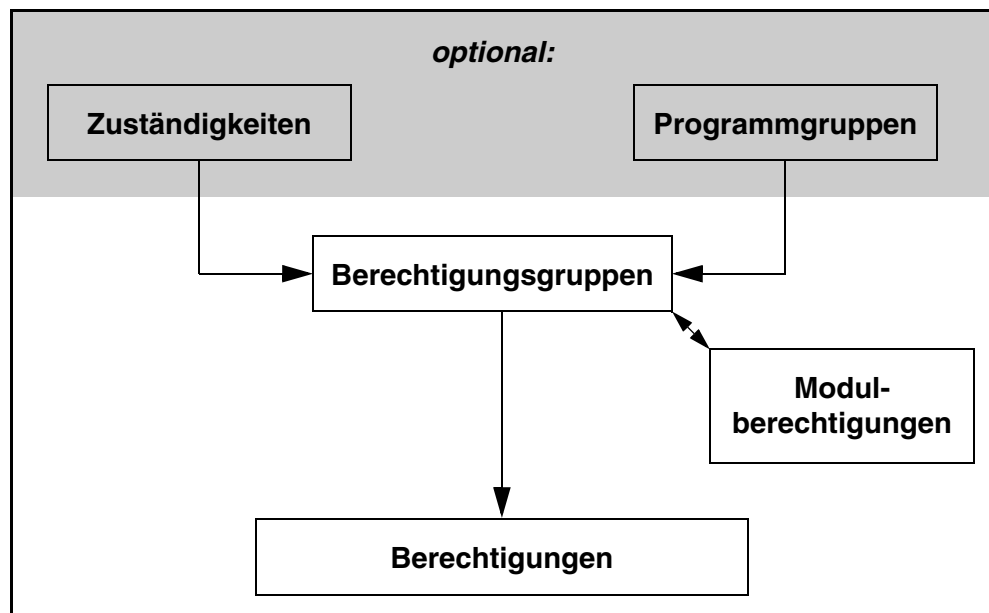 optional:
Zuständigkeiten
Programmgruppen
Berechtigungsgruppen
Modul-
berechtigungen
Berechtigungen